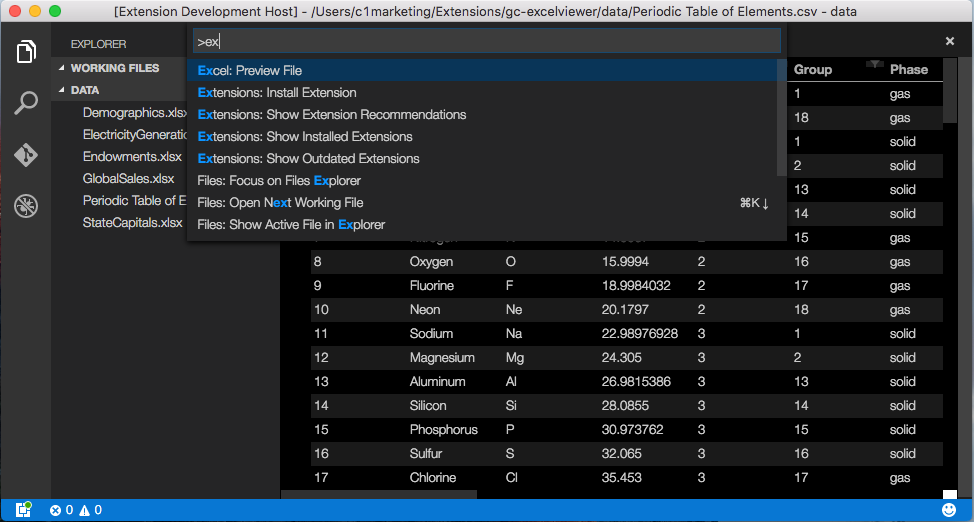 [Extension Development Host] - /Users/c1marketing/Extensions/gc-excelviewer/data/Periodic Table of Elements.csv - data
EXPLORER
WORKING FILES
DATA
Demographics.xlsx
ElectricityGeneratio
Endowments.xlsx
GlobalSales.xlsx
Periodic Table of E
StateCapitals.xlsx
>ex
Excel: Preview File
Extensions: Install Extension
Extensions: Show Extension Recommendations
Extensions: Show Installed Extensions
Extensions: Show Outdated Extensions
Files: Focus on Files Explorer
Files: Open Next Working File ⌘K↓
Files: Show Active File in Explorer
Group Phase
1 gas
18 gas
1 solid
2 solid
13 solid
14 solid
15 gas
8 Oxygen O 15.9994 2 16 gas
9 Fluorine F 18.9984032 2 17 gas
10 Neon Ne 20.1797 2 18 gas
11 Sodium Na 22.98976928 3 1 solid
12 Magnesium Mg 24.305 3 2 solid
13 Aluminum Al 26.9815386 3 13 solid
14 Silicon Si 28.0855 3 14 solid
15 Phosphorus P 30.973762 3 15 solid
16 Sulfur S 32.065 3 16 solid
17 Chlorine Cl 35.453 3 17 gas
0 0